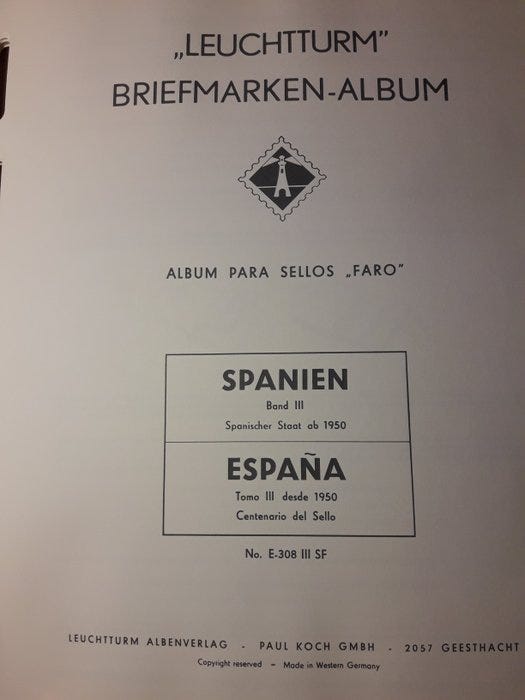 „LEUCHTTURM”
BRIEFMARKEN-ALBUM
ALBUM PARA SELLOS „FARO”
SPANIEN
Band III
Spanischer Staat ab 1950
ESPAÑA
Tomo III desde 1950
Centenario del Sello
No. E-308 III SF
LEUCHTTURM ALBENVERLAG - PAUL KOCH GMBH - 2057 GEESTHACHT
Copyright reserved – Made in Western Germany